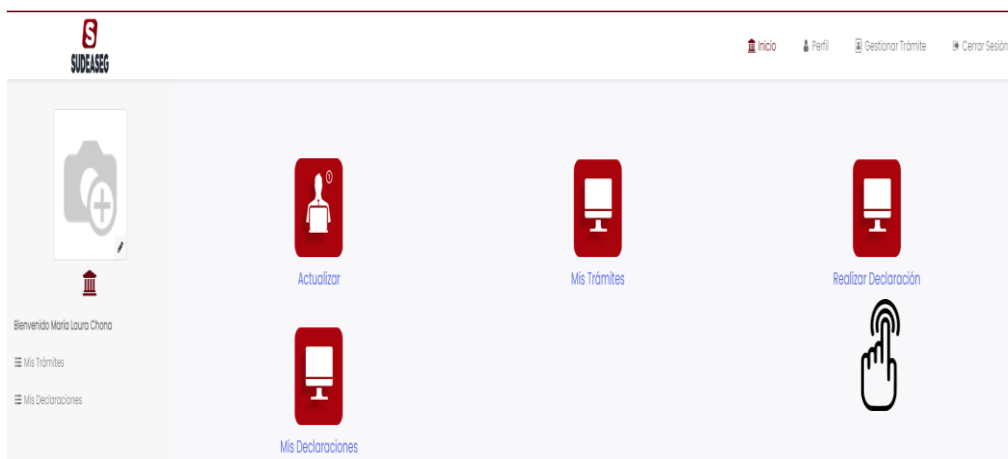 S
SUDEASEG
Inicio
Perfil
Gestionar Trámite
Cerrar Sesión
Actualizar
Mis Trámites
Realizar Declaración
Bienvenido Maria Laura Chona
Mis Trámites
Mis Declaraciones
Mis Declaraciones